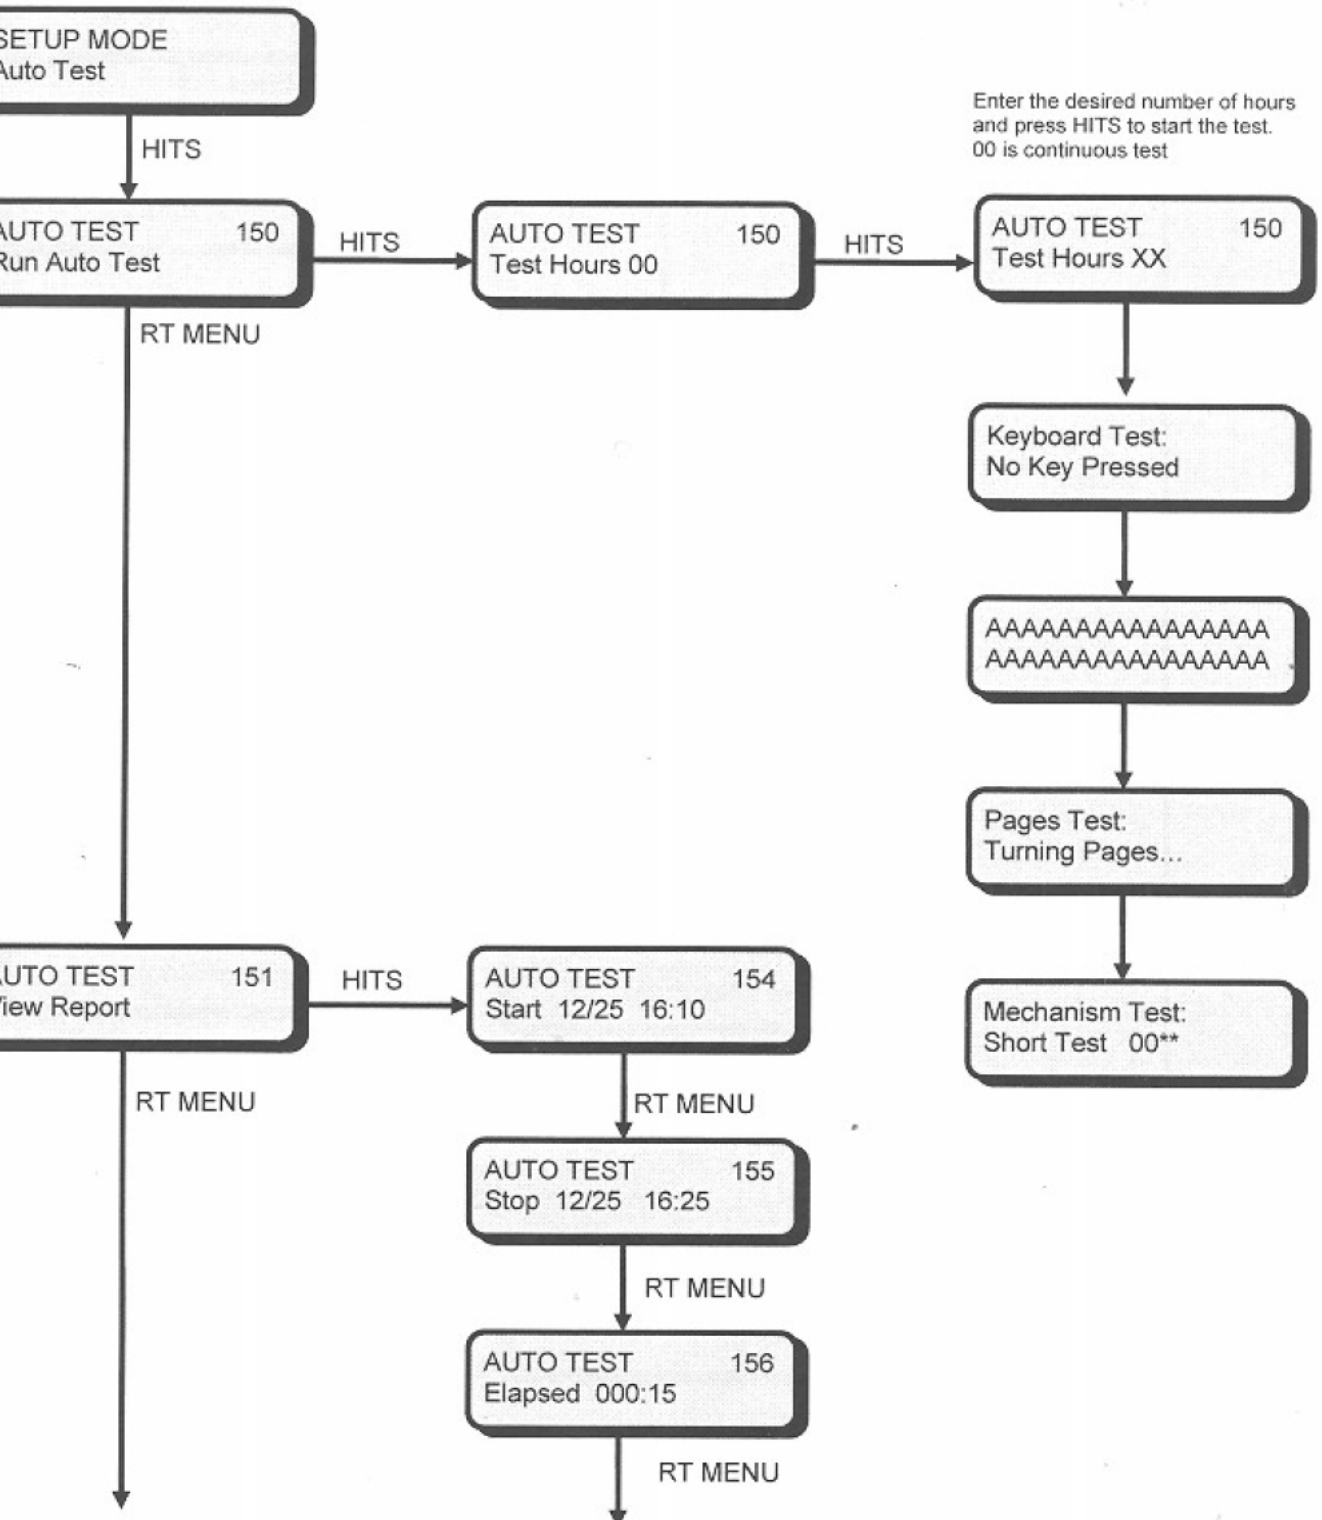 SETUP MODE
Auto Test
HITS
Enter the desired number of hours
and press HITS to start the test.
00 is continuous test
AUTO TEST 150
Run Auto Test
HITS
AUTO TEST 150
Test Hours 00
HITS
AUTO TEST 150
Test Hours XX
RT MENU
Keyboard Test:
No Key Pressed
AAAAAAAAAAAAAAAA
AAAAAAAAAAAAAAAA
Pages Test:
Turning Pages...
Mechanism Test:
Short Test 00**
AUTO TEST 151
View Report
HITS
AUTO TEST 154
Start 12/25 16:10
RT MENU
RT MENU
AUTO TEST 155
Stop 12/25 16:25
RT MENU
AUTO TEST 156
Elapsed 000:15
RT MENU